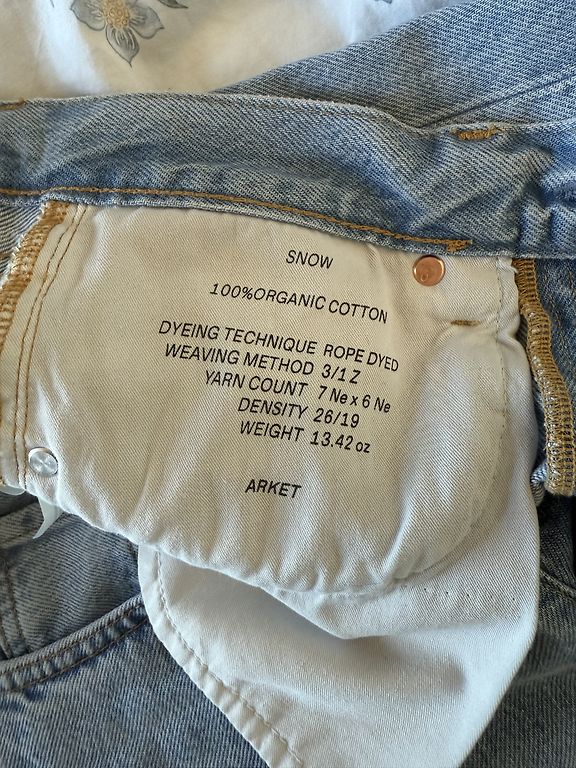 SNOW
100%ORGANIC COTTON
DYEING TECHNIQUE ROPE DYED
WEAVING METHOD 3/1 Z
YARN COUNT 7 Ne x 6 Ne
DENSITY 26/19
WEIGHT 13.42 oz
ARKET